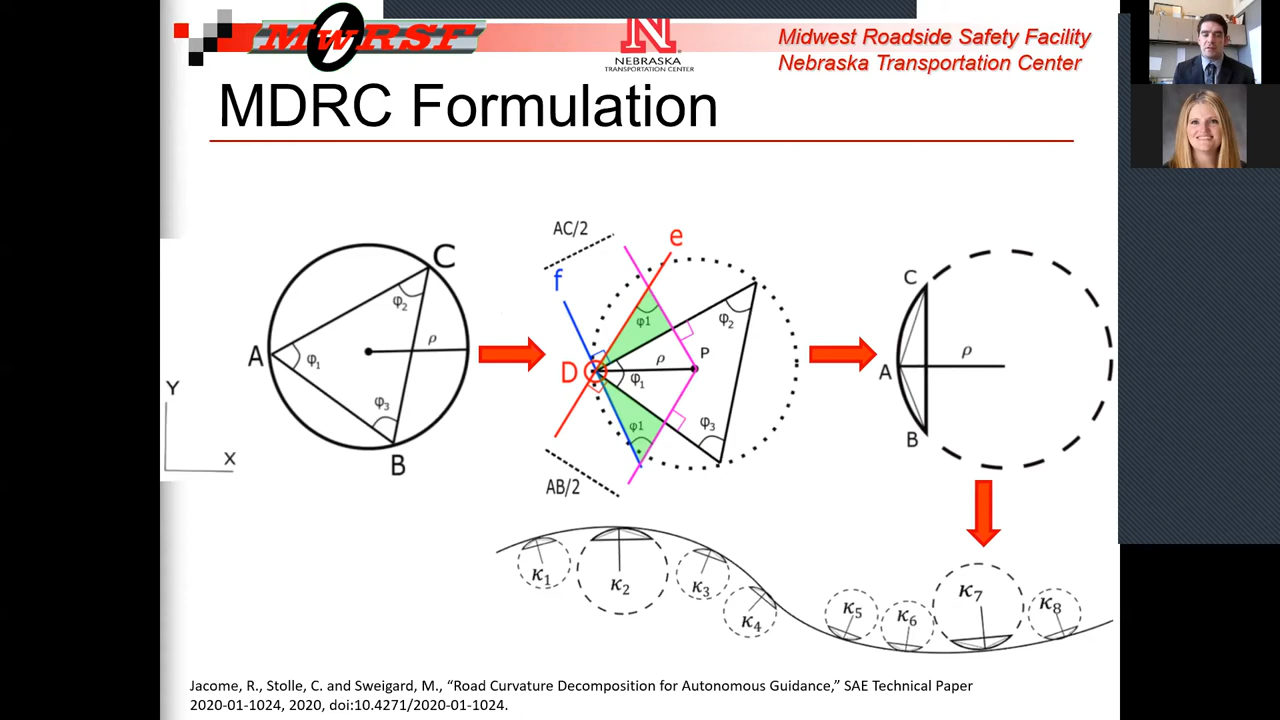 MwRSF
N
NEBRASKA
TRANSPORTATION CENTER
Midwest Roadside Safety Facility
Nebraska Transportation Center
MDRC Formulation
C
φ2
A
φ1
ρ
φ3
B
Y
X
AC/2
e
f
φ1
φ2
D
ρ
P
φ1
φ1
φ3
AB/2
C
A
ρ
B
κ1
κ2
κ3
κ4
κ5
κ6
κ7
κ8
Jacome, R., Stolle, C. and Sweigard, M., “Road Curvature Decomposition for Autonomous Guidance,” SAE Technical Paper
2020-01-1024, 2020, doi:10.4271/2020-01-1024.